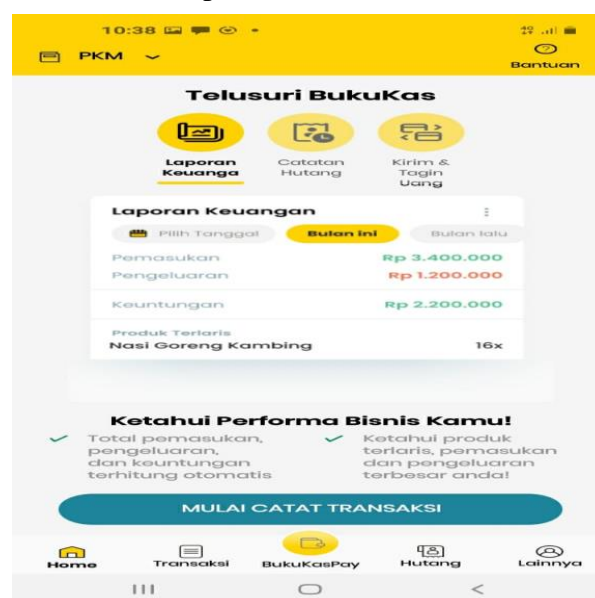 10:38
PKM
Bantuan
Telusuri BukuKas
Laporan Keuanga
Catatan Hutang
Kirim & Tagin Uang
Laporan Keuangan
Pilih Tanggal Bulan ini Bulan lalu
Pemasukan Rp 3.400.000
Pengeluaran Rp 1.200.000
Keuntungan Rp 2.200.000
Produk Terlaris
Nasi Goreng Kambing 16x
Ketahui Performa Bisnis Kamu!
Total pemasukan,
pengeluaran,
dan keuntungan
terhitung otomatis
Ketahui produk
terlaris, pemasukan
dan pengeluaran
terbesar anda!
MULAI CATAT TRANSAKSI
Home Transaksi BukuKasPay Hutang Lainnya